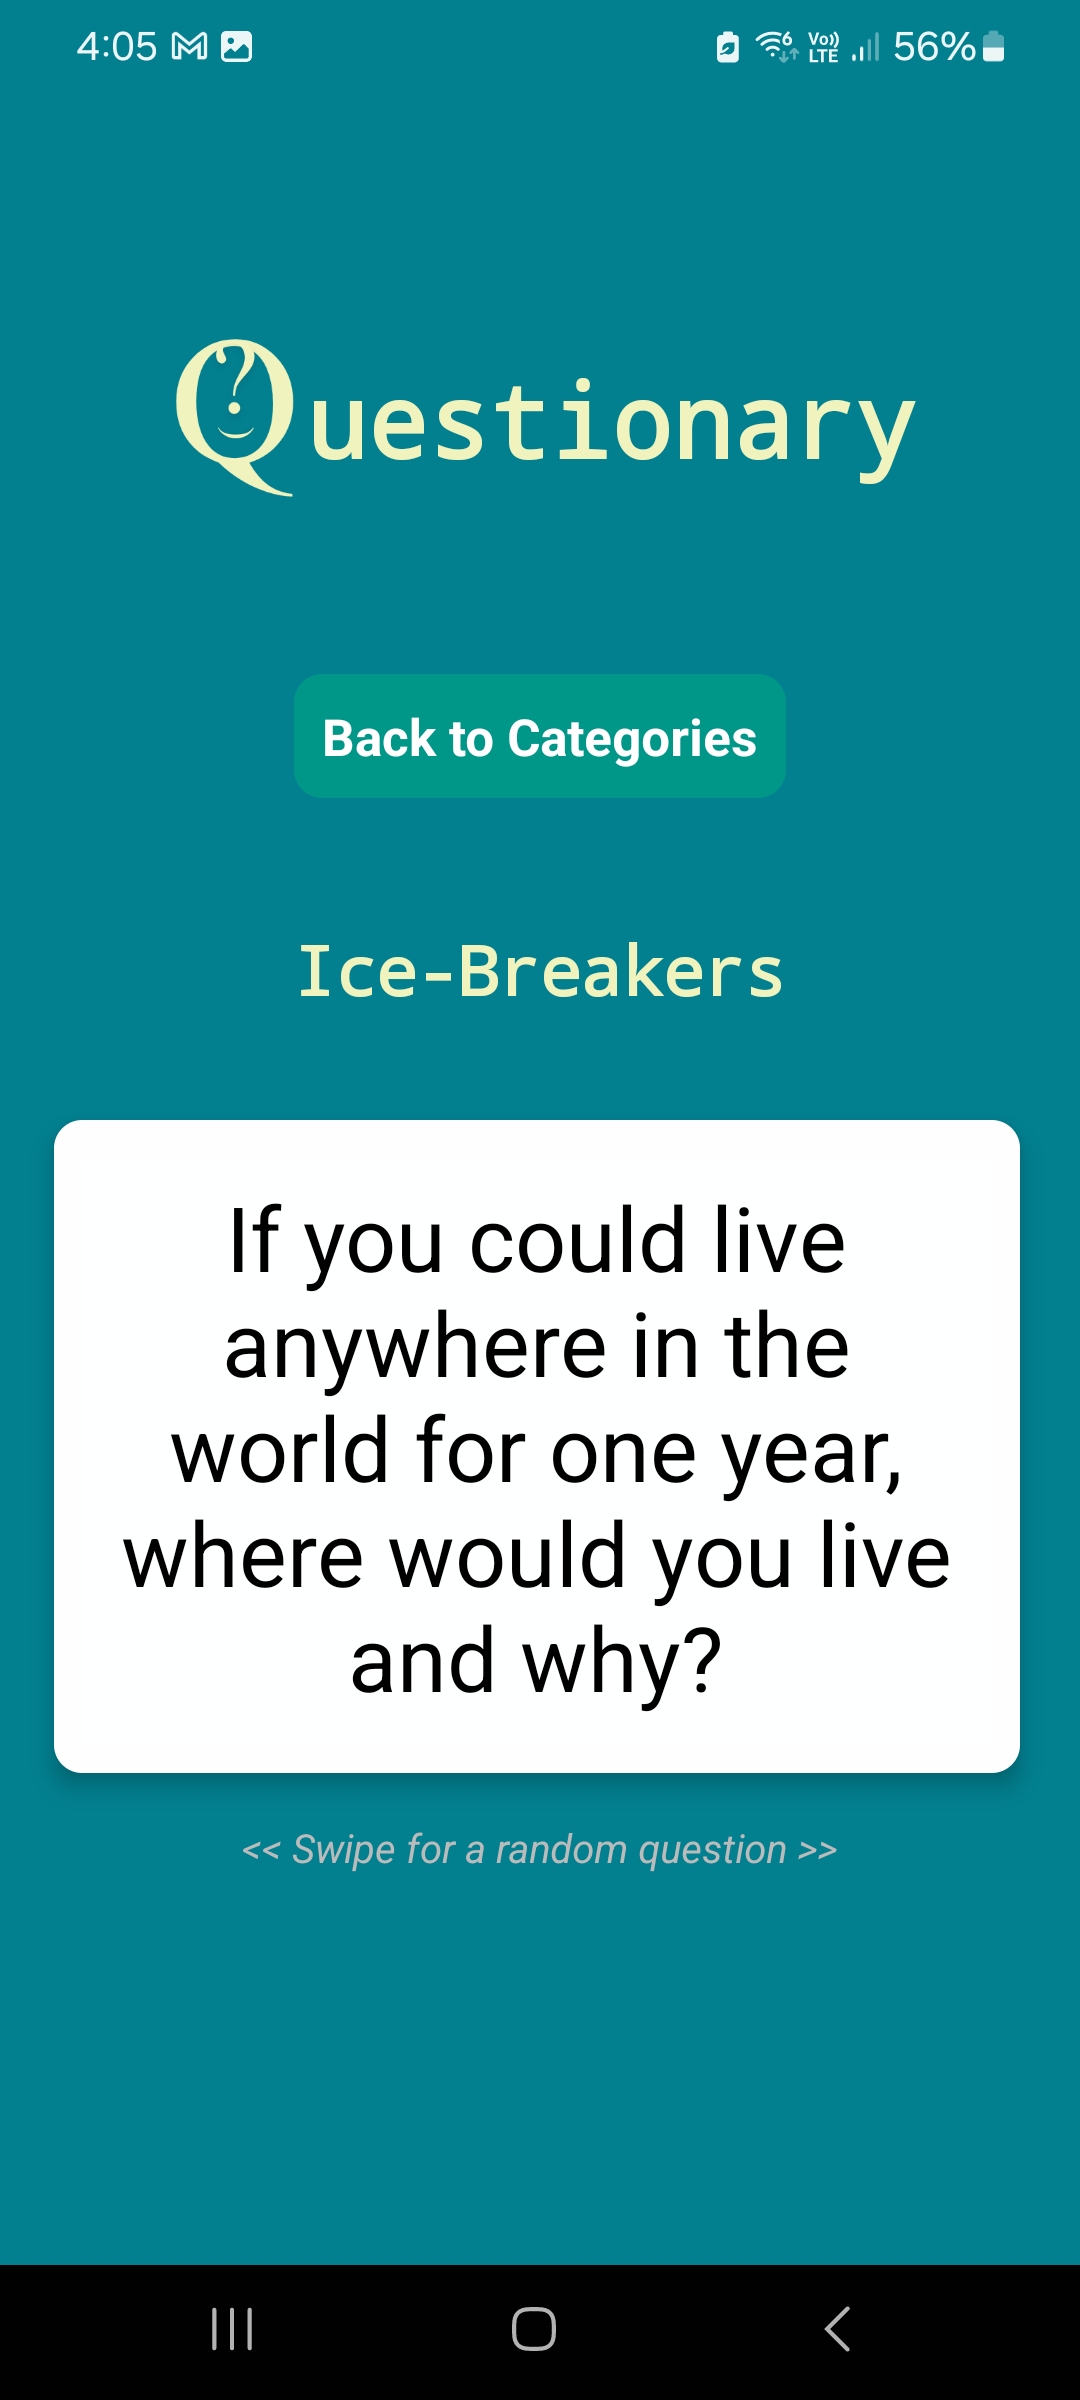 4:05 6 Vo)) LTE 56%
Questionary
Back to Categories
Ice-Breakers
If you could live
anywhere in the
world for one year,
where would you live
and why?
<< Swipe for a random question >>